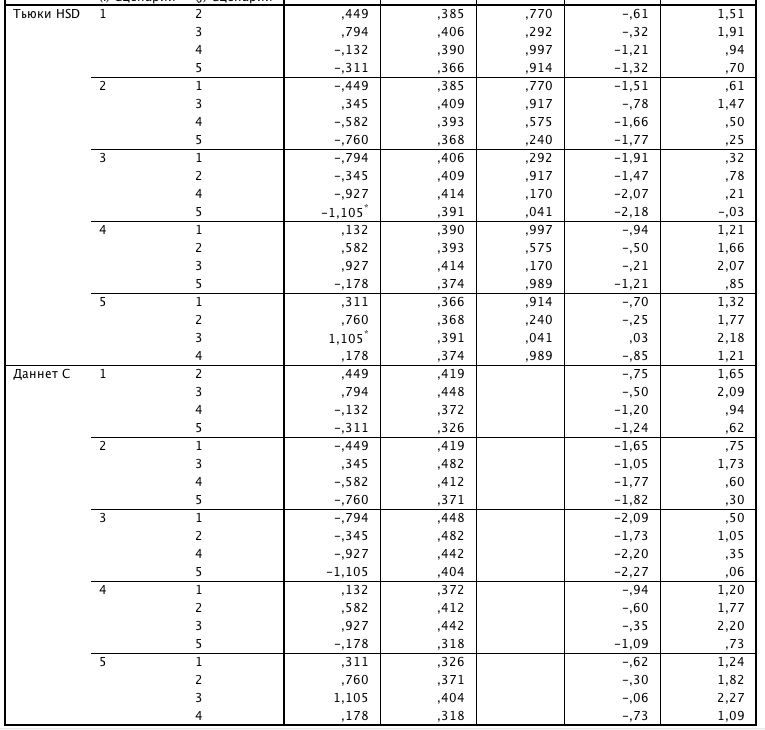 Тьюки HSD 1 2 ,449 ,385 ,770 -,61 1,51
3 ,794 ,406 ,292 -,32 1,91
4 -,132 ,390 ,997 -1,21 ,94
5 -,311 ,366 ,914 -1,32 ,70
2 1 -,449 ,385 ,770 -1,51 ,61
3 ,345 ,409 ,917 -,78 1,47
4 -,582 ,393 ,575 -1,66 ,50
5 -,760 ,368 ,240 -1,77 ,25
3 1 -,794 ,406 ,292 -1,91 ,32
2 -,345 ,409 ,917 -1,47 ,78
4 -,927 ,414 ,170 -2,07 ,21
5 -1,105* ,391 ,041 -2,18 -,03
4 1 ,132 ,390 ,997 -,94 1,21
2 ,582 ,393 ,575 -,50 1,66
3 ,927 ,414 ,170 -,21 2,07
5 -,178 ,374 ,989 -1,21 ,85
5 1 ,311 ,366 ,914 -,70 1,32
2 ,760 ,368 ,240 -,25 1,77
3 1,105* ,391 ,041 ,03 2,18
4 ,178 ,374 ,989 -,85 1,21
Даннет С 1 2 ,449 ,419 -,75 1,65
3 ,794 ,448 -,50 2,09
4 -,132 ,372 -1,20 ,94
5 -,311 ,326 -1,24 ,62
2 1 -,449 ,419 -1,65 ,75
3 ,345 ,482 -1,05 1,73
4 -,582 ,412 -1,77 ,60
5 -,760 ,371 -1,82 ,30
3 1 -,794 ,448 -2,09 ,50
2 -,345 ,482 -1,73 1,05
4 -,927 ,442 -2,20 ,35
5 -1,105 ,404 -2,27 ,06
4 1 ,132 ,372 -,94 1,20
2 ,582 ,412 -,60 1,77
3 ,927 ,442 -,35 2,20
5 -,178 ,318 -1,09 ,73
5 1 ,311 ,326 -,62 1,24
2 ,760 ,371 -,30 1,82
3 1,105 ,404 -,06 2,27
4 ,178 ,318 -,73 1,09